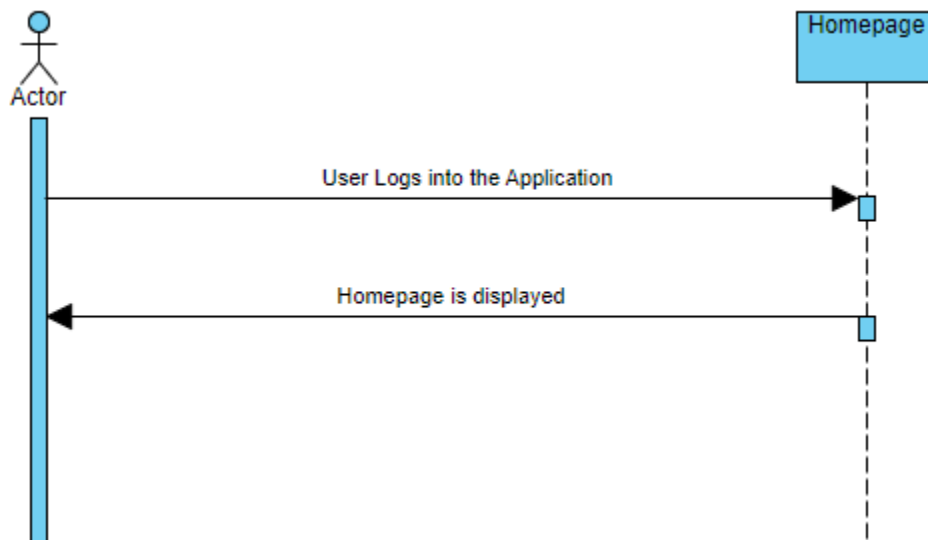 Homepage
Actor
User Logs into the Application
Homepage is displayed